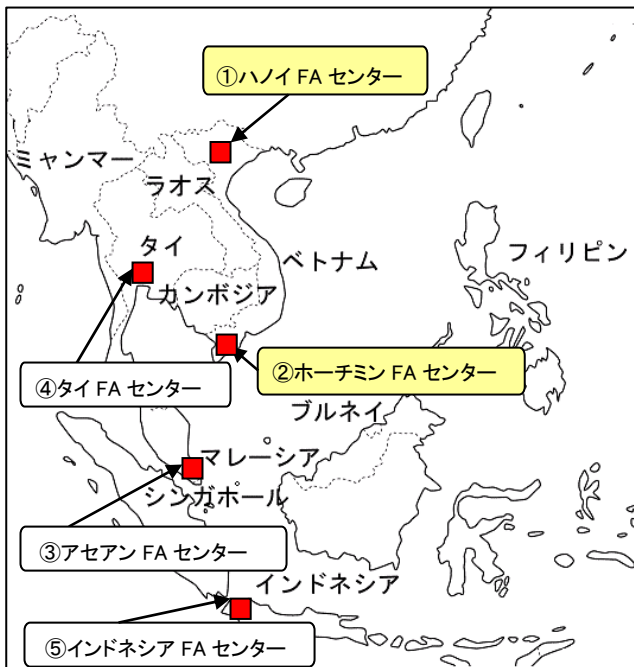 ①ハノイ FA センター
ミャンマー
ラオス
タイ
ベトナム
フィリピン
カンボジア
②ホーチミン FA センター
④タイ FA センター
ブルネイ
マレーシア
シンガポール
③アセアン FA センター
インドネシア
⑤インドネシア FA センター